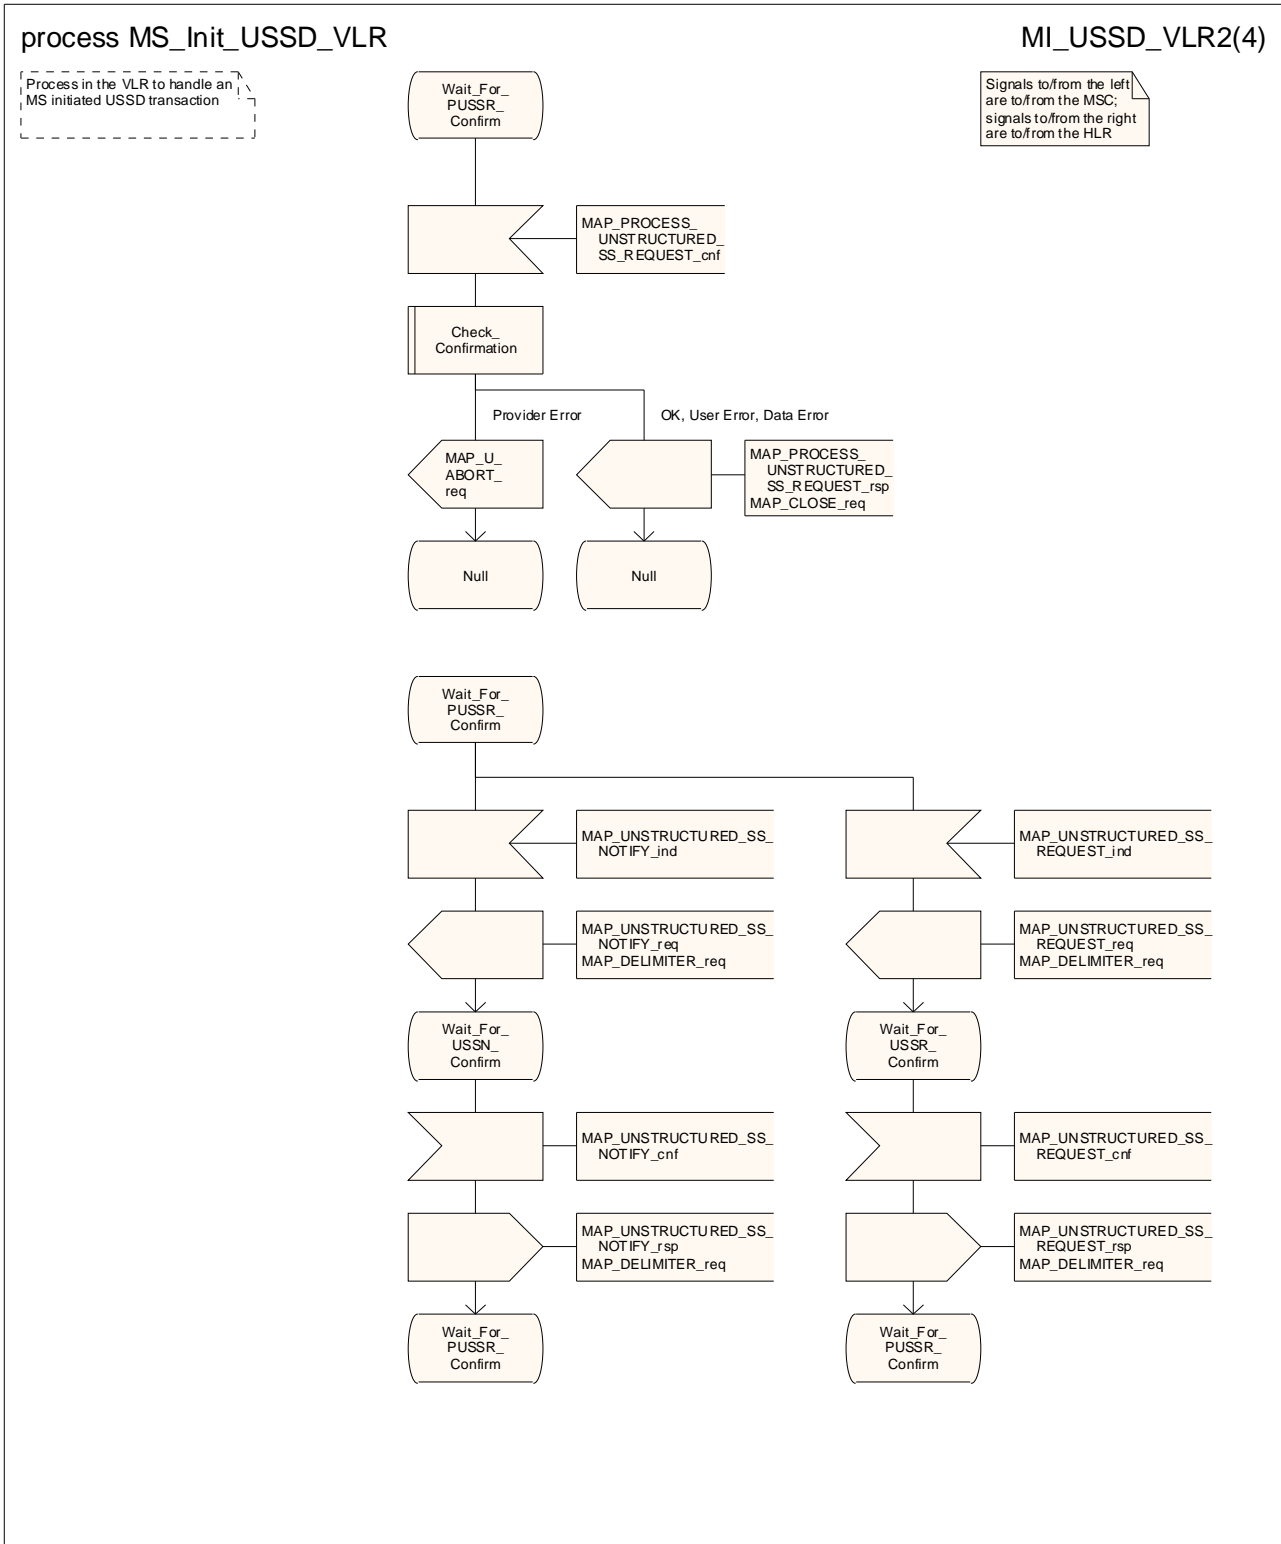 process MS_Init_USSD_VLR
MI_USSD_VLR2(4)
Process in the VLR to handle an
MS initiated USSD transaction
Signals to/from the left
are to/from the MSC;
signals to/from the right
are to/from the HLR
Wait_For_
PUSSR_
Confirm
MAP_PROCESS_
UNSTRUCTURED_
SS_REQUEST_cnf
Check_
Confirmation
Provider Error
OK, User Error, Data Error
MAP_U_
ABORT_
req
MAP_PROCESS_
UNSTRUCTURED_
SS_REQUEST_rsp
MAP_CLOSE_req
Null
Null
Wait_For_
PUSSR_
Confirm
MAP_UNSTRUCTURED_SS_
NOTIFY_ind
MAP_UNSTRUCTURED_SS_
REQUEST_ind
MAP_UNSTRUCTURED_SS_
NOTIFY_req
MAP_DELIMITER_req
MAP_UNSTRUCTURED_SS_
REQUEST_req
MAP_DELIMITER_req
Wait_For_
USSN_
Confirm
Wait_For_
USSR_
Confirm
MAP_UNSTRUCTURED_SS_
NOTIFY_cnf
MAP_UNSTRUCTURED_SS_
REQUEST_cnf
MAP_UNSTRUCTURED_SS_
NOTIFY_rsp
MAP_DELIMITER_req
MAP_UNSTRUCTURED_SS_
REQUEST_rsp
MAP_DELIMITER_req
Wait_For_
PUSSR_
Confirm
Wait_For_
PUSSR_
Confirm